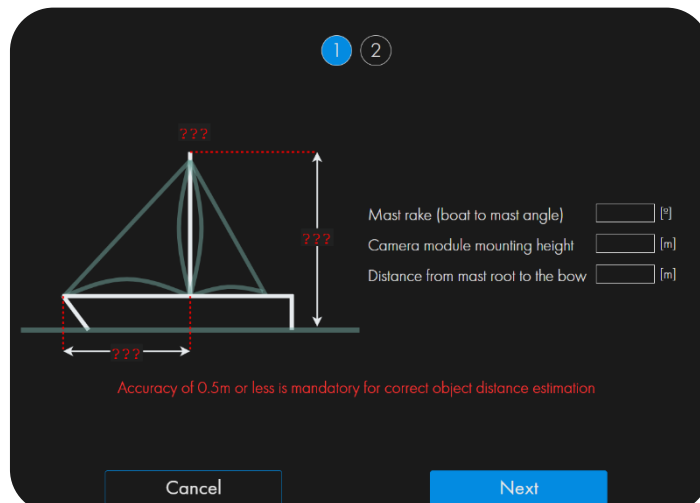 1 2
???
???
Mast rake (boat to mast angle) [º]
Camera module mounting height [m]
Distance from mast root to the bow [m]
???
Accuracy of 0.5m or less is mandatory for correct object distance estimation
Cancel Next